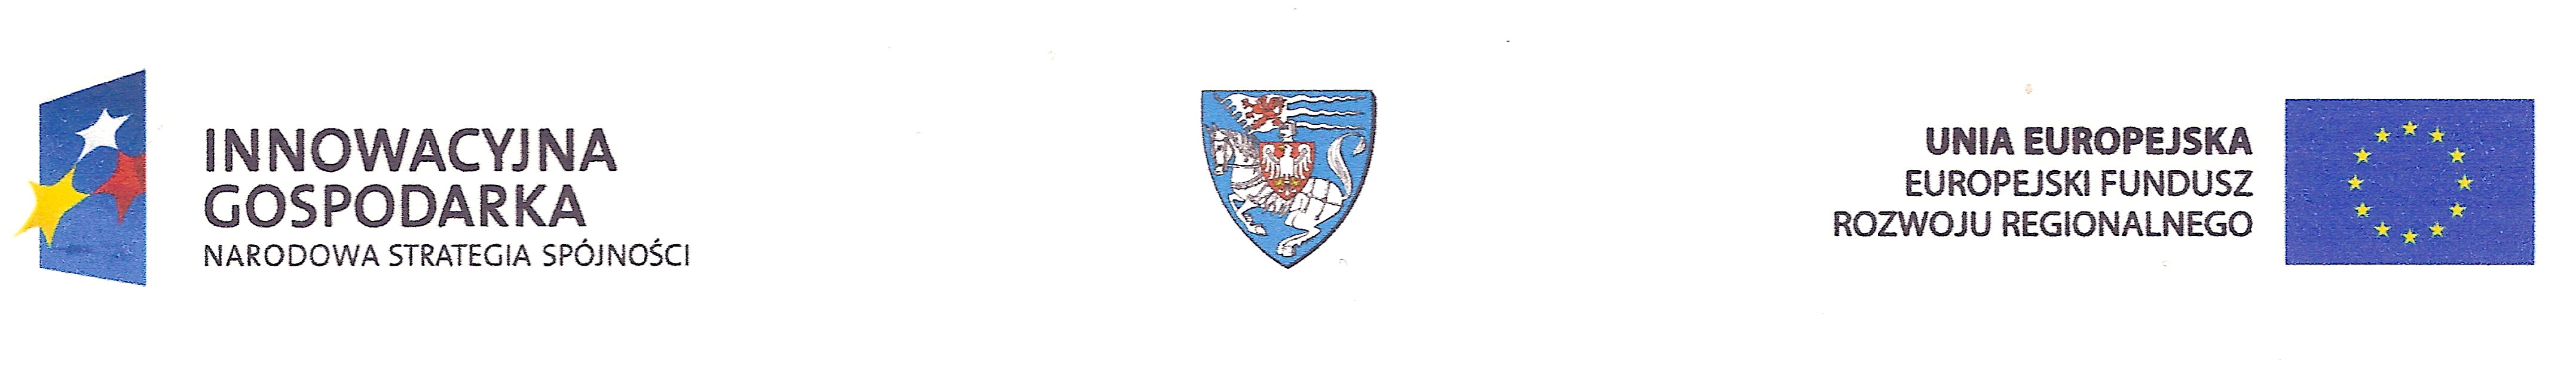 INNOWACYJNA
GOSPODARKA
NARODOWA STRATEGIA SPÓJNOŚCI
UNIA EUROPEJSKA
EUROPEJSKI FUNDUSZ
ROZWOJU REGIONALNEGO